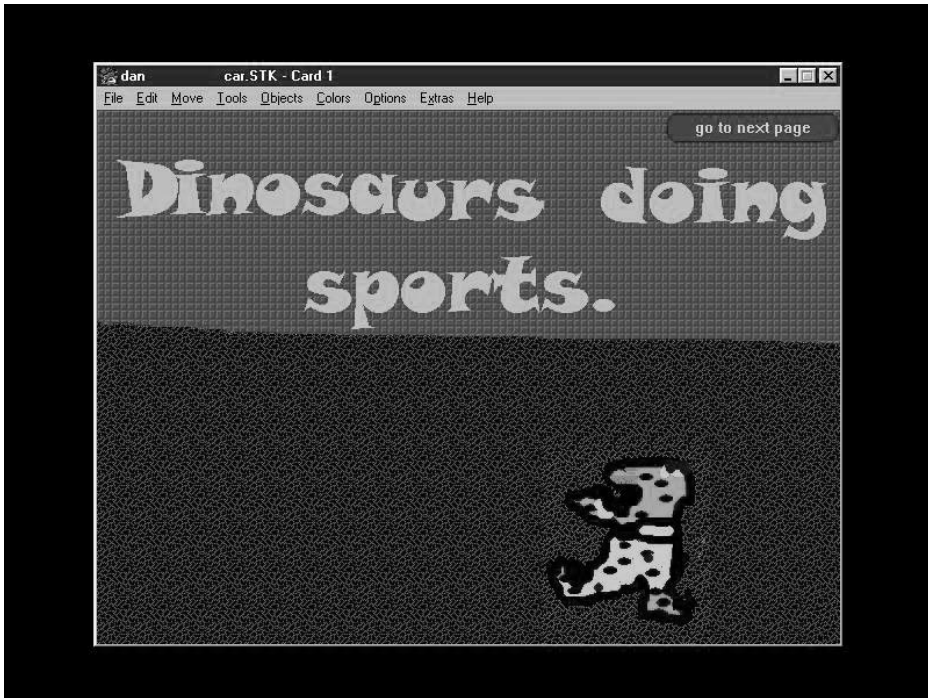 dan car.STK - Card 1
File Edit Move Tools Objects Colors Options Extras Help
go to next page
Dinosaurs doing
sports.